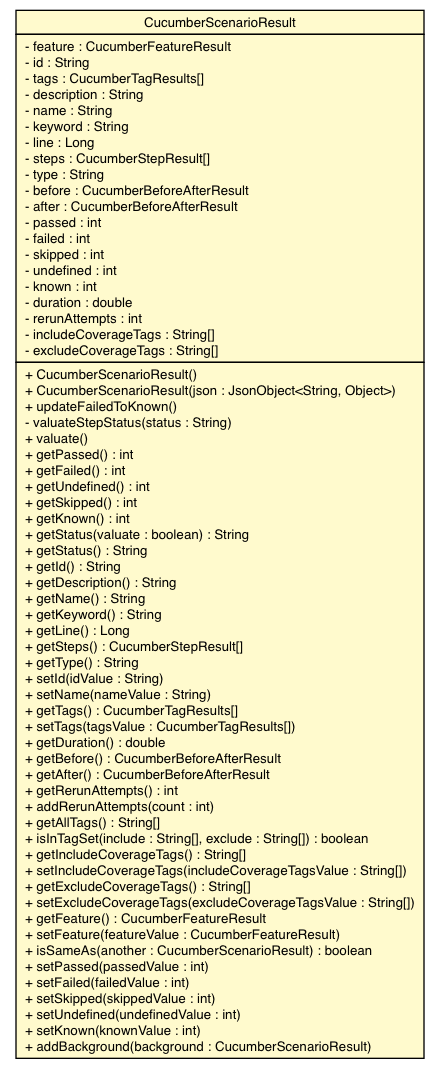 CucumberScenarioResult
- feature : CucumberFeatureResult
- id : String
- tags : CucumberTagResults[]
- description : String
- name : String
- keyword : String
- line : Long
- steps : CucumberStepResult[]
- type : String
- before : CucumberBeforeAfterResult
- after : CucumberBeforeAfterResult
- passed : int
- failed : int
- skipped : int
- undefined : int
- known : int
- duration : double
- rerunAttempts : int
- includeCoverageTags : String[]
- excludeCoverageTags : String[]
+ CucumberScenarioResult()
+ CucumberScenarioResult(json : JsonObject<String, Object>)
+ updateFailedToKnown()
- valuateStepStatus(status : String)
+ valuate()
+ getPassed() : int
+ getFailed() : int
+ getUndefined() : int
+ getSkipped() : int
+ getKnown() : int
+ getStatus(valuate : boolean) : String
+ getStatus() : String
+ getId() : String
+ getDescription() : String
+ getName() : String
+ getKeyword() : String
+ getLine() : Long
+ getSteps() : CucumberStepResult[]
+ getType() : String
+ setId(idValue : String)
+ setName(nameValue : String)
+ getTags() : CucumberTagResults[]
+ setTags(tagsValue : CucumberTagResults[])
+ getDuration() : double
+ getBefore() : CucumberBeforeAfterResult
+ getAfter() : CucumberBeforeAfterResult
+ getRerunAttempts() : int
+ addRerunAttempts(count : int)
+ getAllTags() : String[]
+ isInTagSet(include : String[], exclude : String[]) : boolean
+ getIncludeCoverageTags() : String[]
+ setIncludeCoverageTags(includeCoverageTagsValue : String[])
+ getExcludeCoverageTags() : String[]
+ setExcludeCoverageTags(excludeCoverageTagsValue : String[])
+ getFeature() : CucumberFeatureResult
+ setFeature(featureValue : CucumberFeatureResult)
+ isSameAs(another : CucumberScenarioResult) : boolean
+ setPassed(passedValue : int)
+ setFailed(failedValue : int)
+ setSkipped(skippedValue : int)
+ setUndefined(undefinedValue : int)
+ setKnown(knownValue : int)
+ addBackground(background : CucumberScenarioResult)